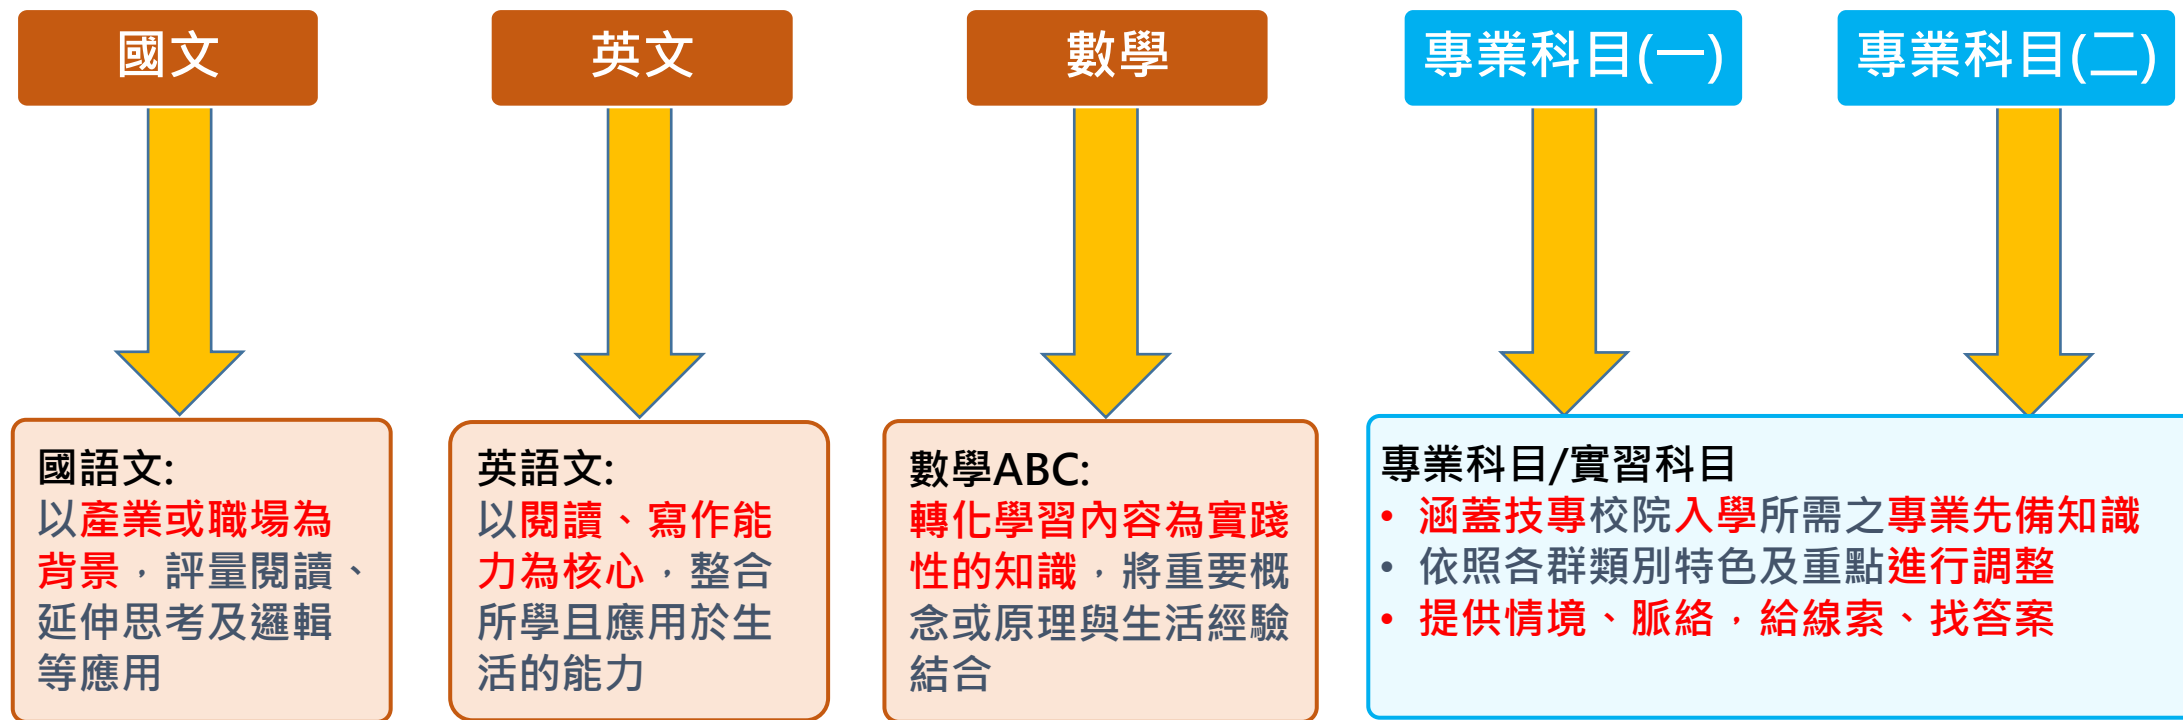 國文
英文
數學
專業科目(一)
專業科目(二)
國語文:
以產業或職場為
背景，評量閱讀、
延伸思考及邏輯
等應用
英語文:
以閱讀、寫作能
力為核心，整合
所學且應用於生
活的能力
數學ABC:
轉化學習內容為實踐
性的知識，將重要概
念或原理與生活經驗
結合
專業科目/實習科目
• 涵蓋技專校院入學所需之專業先備知識
• 依照各群類別特色及重點進行調整
• 提供情境、脈絡，給線索、找答案